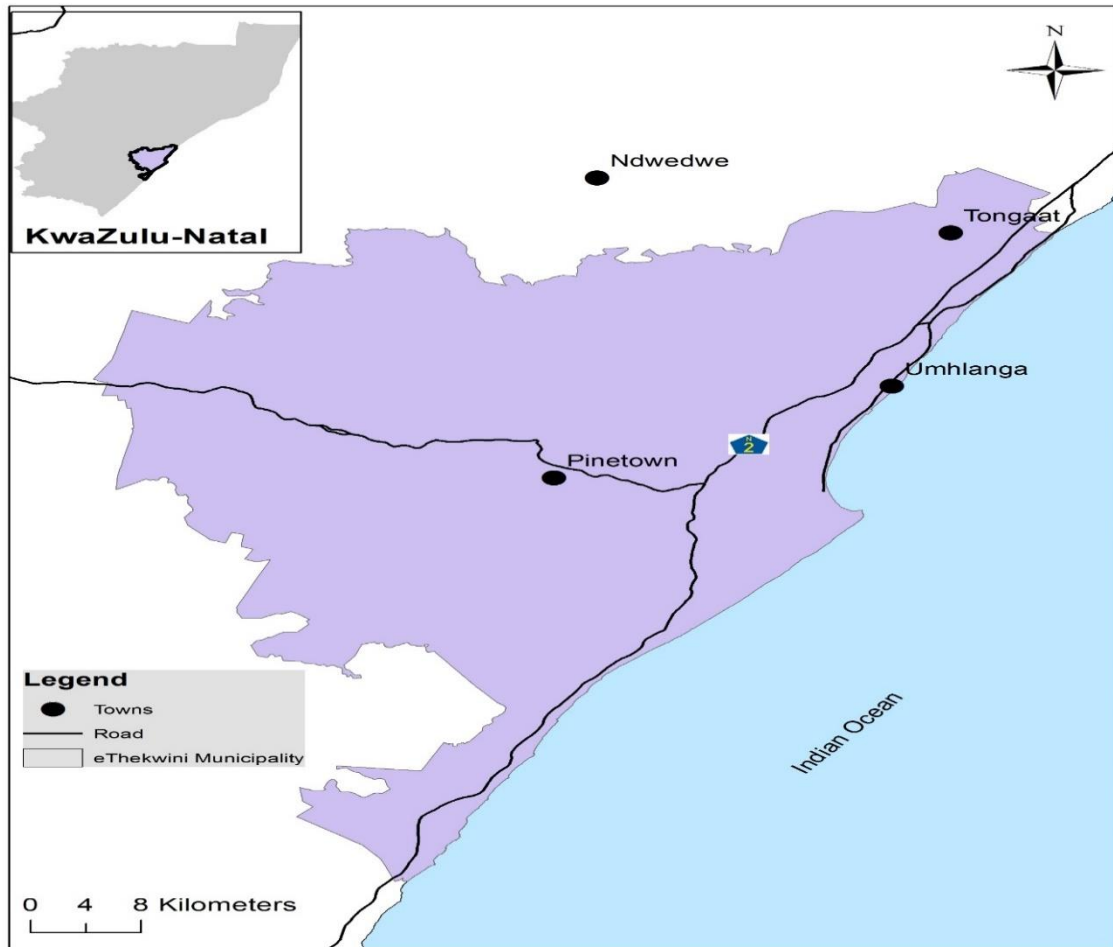 N
Ndwedwe
Tongaat
KwaZulu-Natal
Umhlanga
N
2
Pinetown
Legend
Towns
Road
eThekwini Municipality
Indian Ocean
0 4 8 Kilometers